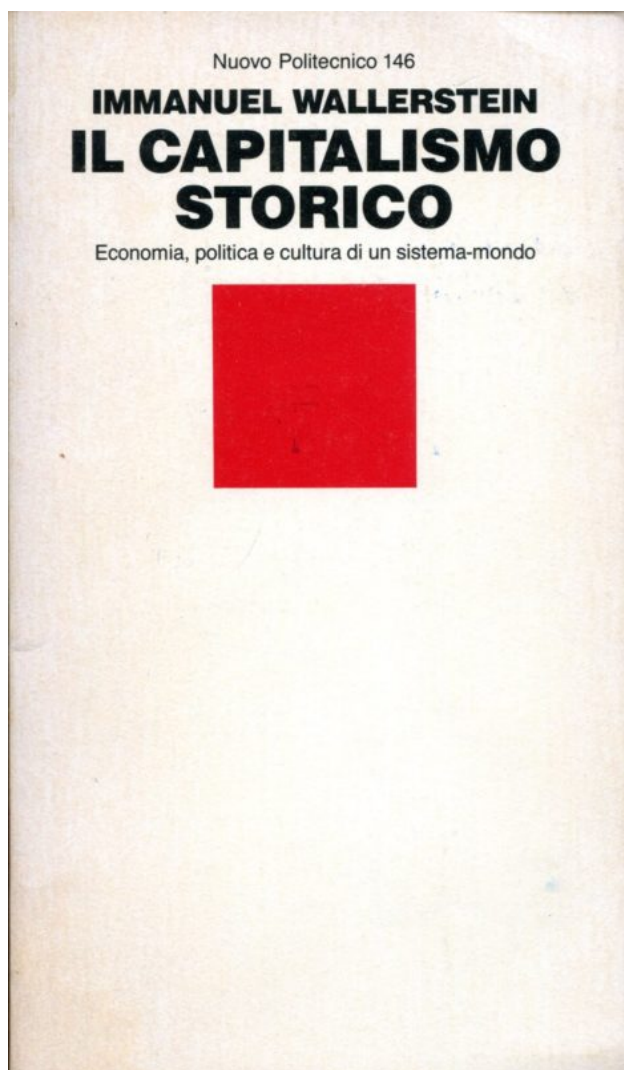 Nuovo Politecnico 146
IMMANUEL WALLERSTEIN
IL CAPITALISMO
STORICO
Economia, politica e cultura di un sistema-mondo